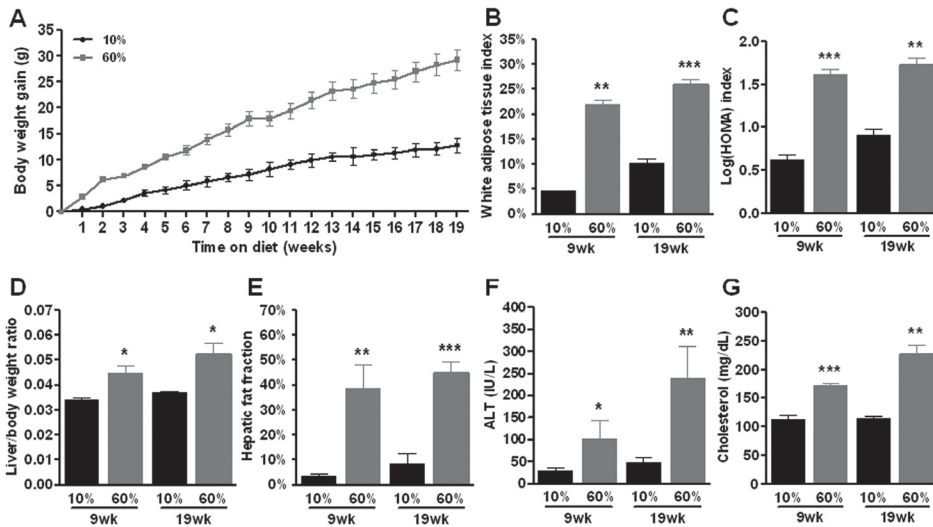 A
10%
60%
Body weight gain (g)
35
30
25
20
15
10
5
0
1 2 3 4 5 6 7 8 9 10 11 12 13 14 15 16 17 18 19
Time on diet (weeks)
B
White adipose tissue index
30%
25%
20%
15%
10%
5%
0%
** ***
10% 60% 10% 60%
9wk 19wk
C
Log(HOMA) index
2.0
1.5
1.0
0.5
0.0
*** **
10% 60% 10% 60%
9wk 19wk
D
Liver/body weight ratio
0.07
0.06
0.05
0.04
0.03
0.02
0.01
0.00
* *
10% 60% 10% 60%
9wk 19wk
E
Hepatic fat fraction
70%
60%
50%
40%
30%
20%
10%
0%
** ***
10% 60% 10% 60%
9wk 19wk
F
ALT (IU/L)
400
350
300
250
200
150
100
50
0
* **
10% 60% 10% 60%
9wk 19wk
G
Cholesterol (mg/dL)
300
250
200
150
100
50
0
*** **
10% 60% 10% 60%
9wk 19wk